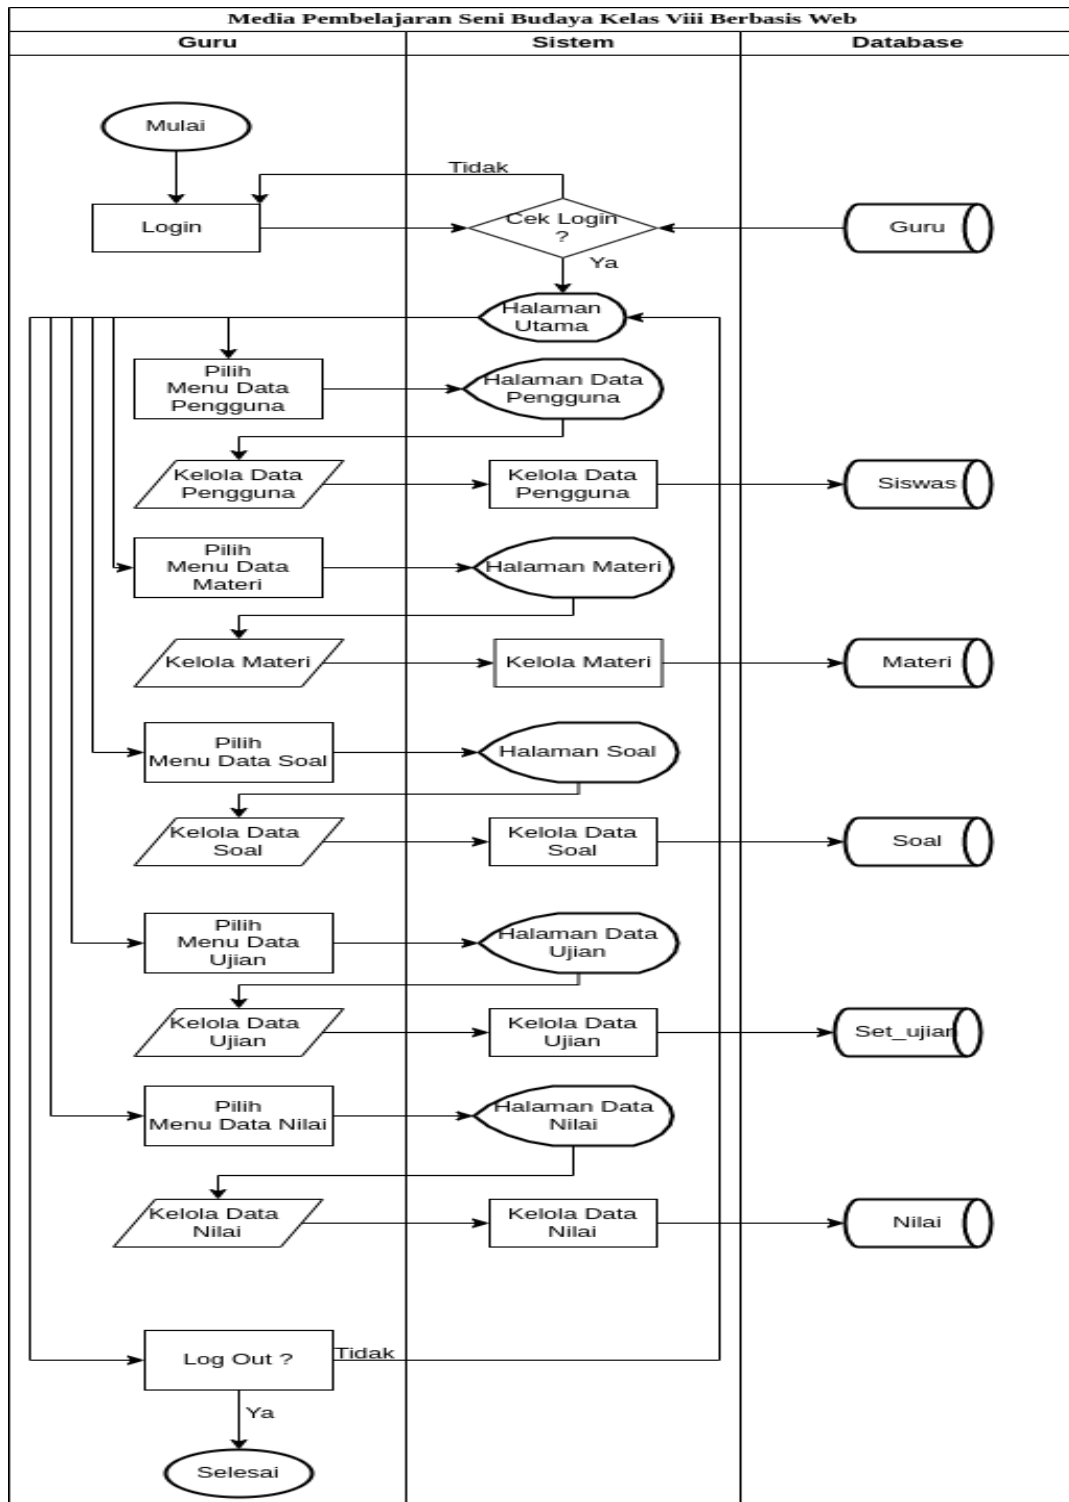 Media Pembelajaran Seni Budaya Kelas Viii Berbasis Web
Guru
Sistem
Database
Mulai
Tidak
Login
Cek Login
?
Guru
Ya
Halaman
Utama
Pilih
Menu Data
Pengguna
Halaman Data
Pengguna
Kelola Data
Pengguna
Kelola Data
Pengguna
Siswas
Pilih
Menu Data
Materi
Halaman Materi
Kelola Materi
Kelola Materi
Materi
Pilih
Menu Data Soal
Halaman Soal
Kelola Data
Soal
Kelola Data
Soal
Soal
Pilih
Menu Data
Ujian
Halaman Data
Ujian
Kelola Data
Ujian
Kelola Data
Ujian
Set_ujian
Pilih
Menu Data Nilai
Halaman Data
Nilai
Kelola Data
Nilai
Kelola Data
Nilai
Nilai
Log Out ?
Tidak
Ya
Selesai